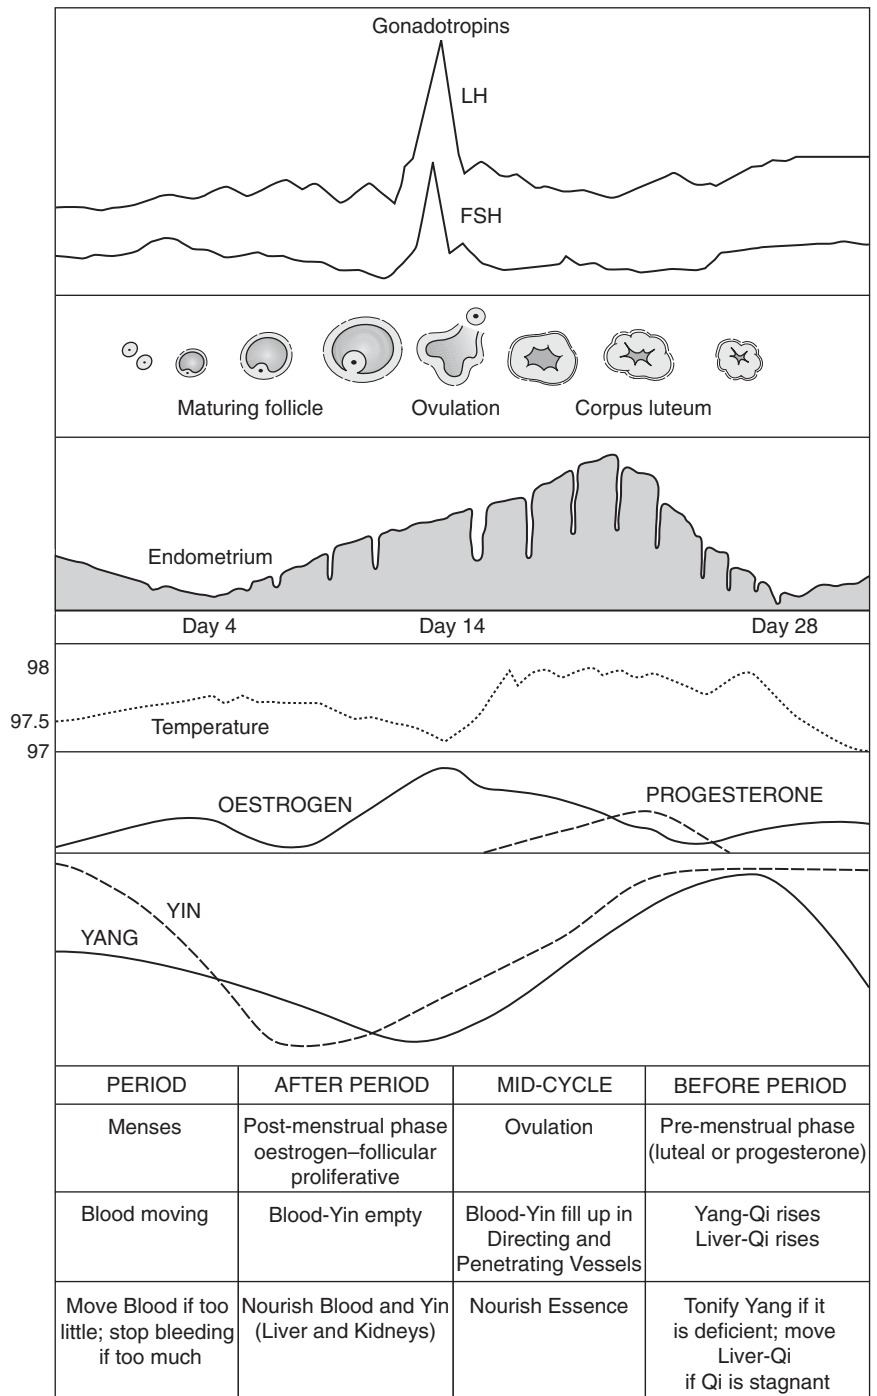 Gonadotropins
LH
FSH
Maturing follicle
Ovulation
Corpus luteum
Endometrium
Day 4
Day 14
Day 28
98
97.5
97
Temperature
OESTROGEN
PROGESTERONE
YIN
YANG
PERIOD
AFTER PERIOD
MID-CYCLE
BEFORE PERIOD
Menses
Post-menstrual phase
oestrogen–follicular
proliferative
Ovulation
Pre-menstrual phase
(luteal or progesterone)
Blood moving
Blood-Yin empty
Blood-Yin fill up in
Directing and
Penetrating Vessels
Yang-Qi rises
Liver-Qi rises
Move Blood if too
little; stop bleeding
if too much
Nourish Blood and Yin
(Liver and Kidneys)
Nourish Essence
Tonify Yang if it
is deficient; move
Liver-Qi
if Qi is stagnant